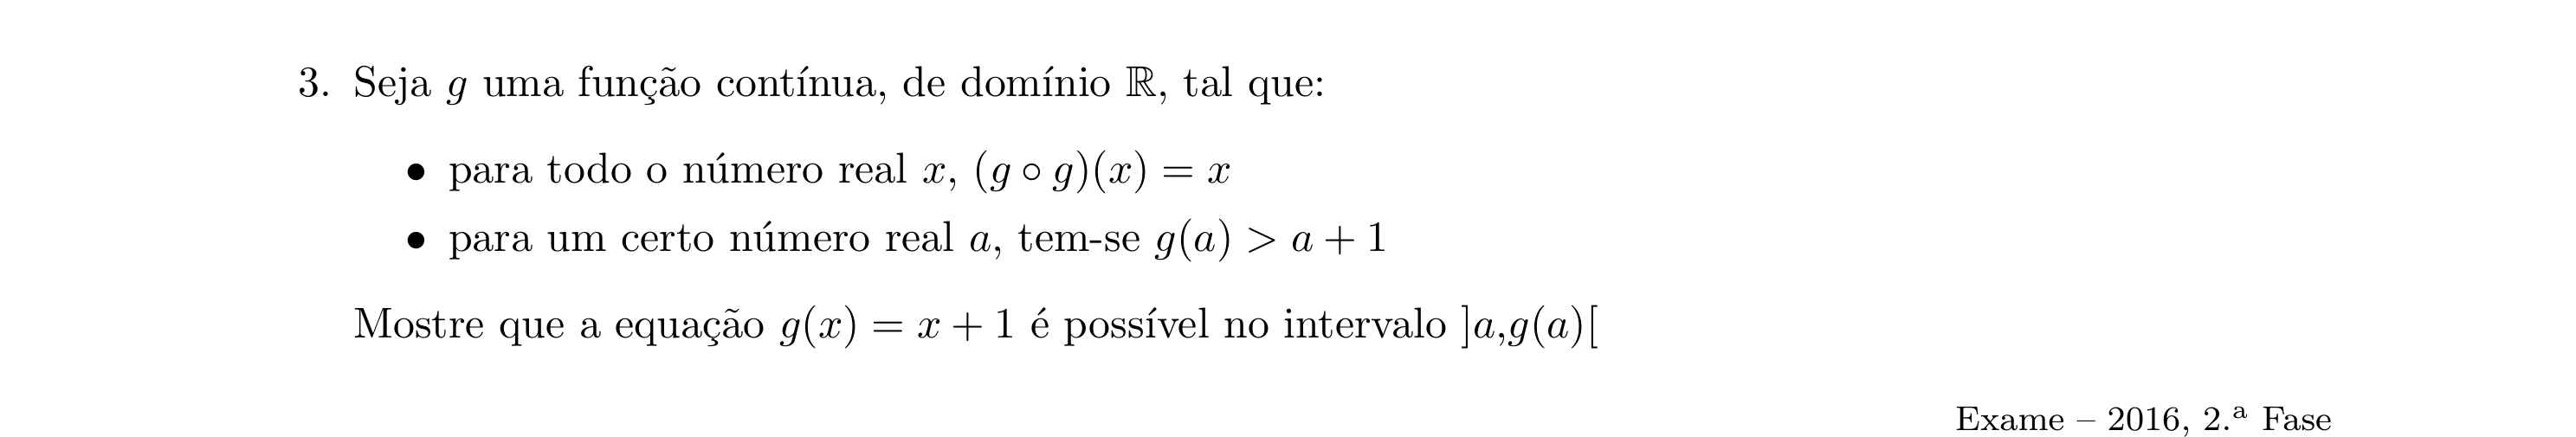 3. Seja g uma função contínua, de domínio ℝ, tal que:
• para todo o número real x, (g ∘ g)(x) = x
• para um certo número real a, tem-se g(a) > a + 1
Mostre que a equação g(x) = x + 1 é possível no intervalo ]a,g(a)[
Exame – 2016, 2.ª Fase